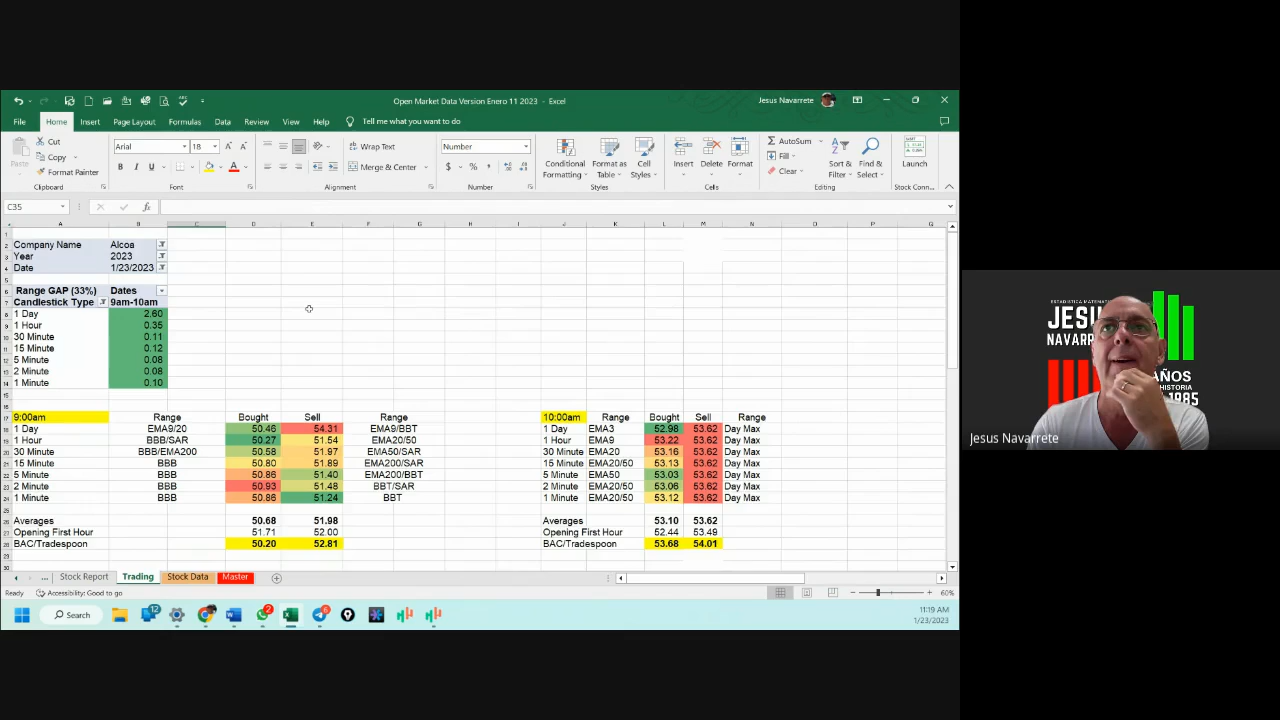 Open Market Data Version Enero 11 2023 - Excel
Jesus Navarrete
File Home Insert Page Layout Formulas Data Review View Help Tell me what you want to do
Paste
Cut
Copy
Format Painter
Clipboard
Arial 18
B I U
Font
Wrap Text
Merge & Center
Alignment
Number
$ % ,
Number
Conditional Formatting
Format as Table
Cell Styles
Styles
Insert Delete Format
Cells
AutoSum
Fill
Clear
Sort & Filter
Find & Select
Editing
Launch
Stock Conn...
C35
fx
A B C D E F G H I J K L M N O P Q
Company Name Alcoa
Year 2023
Date 1/23/2023
Range GAP (33%) Dates
Candlestick Type 9am-10am
1 Day 2.60
1 Hour 0.35
30 Minute 0.11
15 Minute 0.12
5 Minute 0.08
2 Minute 0.08
1 Minute 0.10
9:00am Range Bought Sell Range 10:00am Range Bought Sell Range
1 Day EMA9/20 50.46 54.31 EMA9/BBT 1 Day EMA3 52.98 53.62 Day Max
1 Hour BBB/SAR 50.27 51.54 EMA20/50 1 Hour EMA9 53.22 53.62 Day Max
30 Minute BBB/EMA200 50.58 51.97 EMA50/SAR 30 Minute EMA20 53.16 53.62 Day Max
15 Minute BBB 50.80 51.89 EMA200/SAR 15 Minute EMA20/50 53.13 53.62 Day Max
5 Minute BBB 50.86 51.40 EMA200/BBT 5 Minute EMA50 53.03 53.62 Day Max
2 Minute BBB 50.93 51.48 BBT/SAR 2 Minute EMA20/50 53.06 53.62 Day Max
1 Minute BBB 50.86 51.24 BBT 1 Minute EMA20/50 53.12 53.62 Day Max
Averages 50.68 51.98 Averages 53.10 53.62
Opening First Hour 51.71 52.00 Opening First Hour 52.44 53.49
BAC/Tradespoon 50.20 52.81 BAC/Tradespoon 53.68 54.01
... Stock Report Trading Stock Data Master
Ready Accessibility: Good to go 60%
Search
12
2
6
11:19 AM
1/23/2023
JESU
NAVARR
AÑOS
HISTORIA
1985
Jesus Navarrete